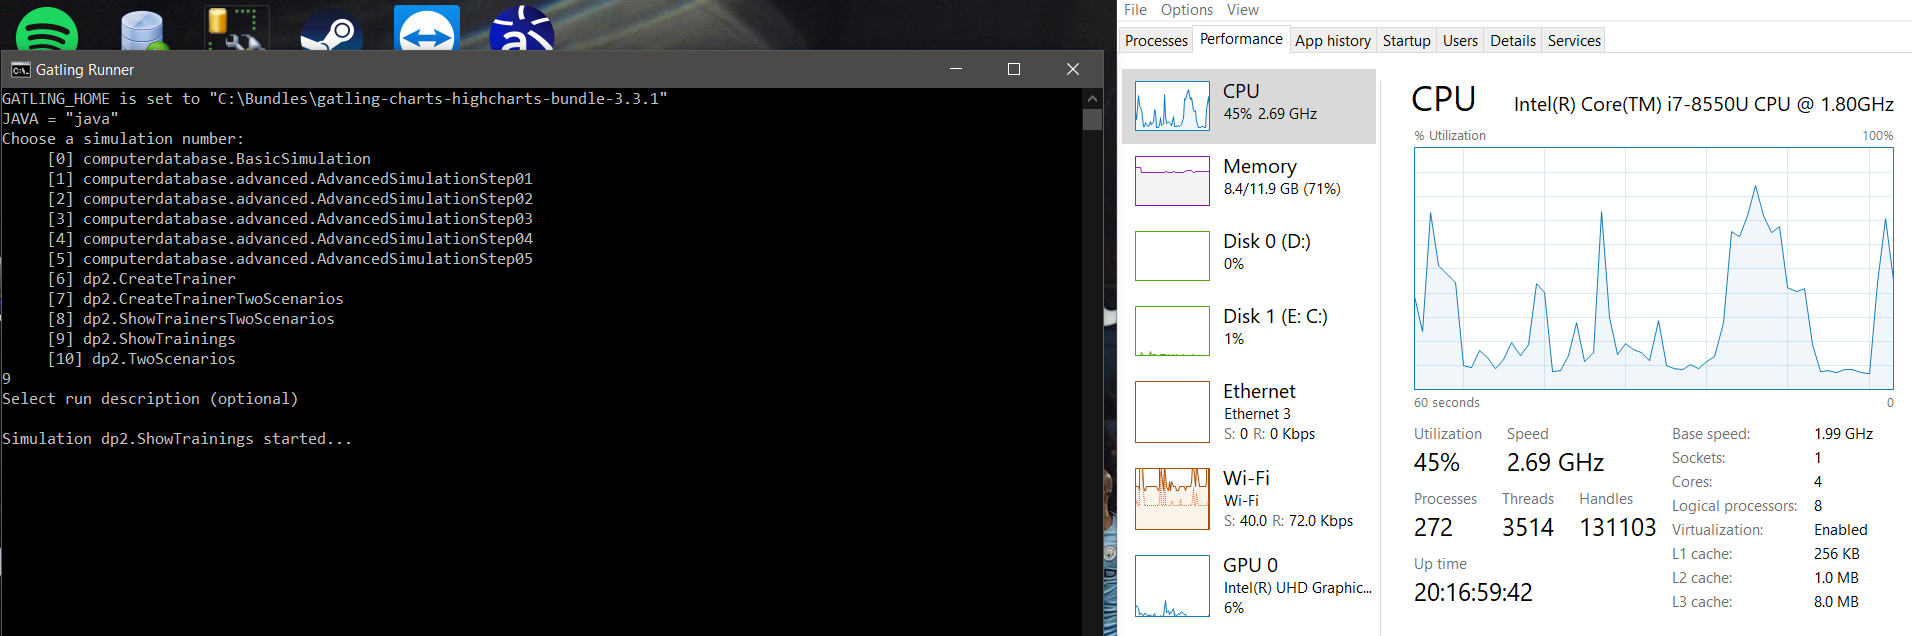 Gatling Runner
GATLING_HOME is set to "C:\Bundles\gatling-charts-highcharts-bundle-3.3.1"
JAVA = "java"
Choose a simulation number:
[0] computerdatabase.BasicSimulation
[1] computerdatabase.advanced.AdvancedSimulationStep01
[2] computerdatabase.advanced.AdvancedSimulationStep02
[3] computerdatabase.advanced.AdvancedSimulationStep03
[4] computerdatabase.advanced.AdvancedSimulationStep04
[5] computerdatabase.advanced.AdvancedSimulationStep05
[6] dp2.CreateTrainer
[7] dp2.CreateTrainerTwoScenarios
[8] dp2.ShowTrainersTwoScenarios
[9] dp2.ShowTrainings
[10] dp2.TwoScenarios
9
Select run description (optional)
Simulation dp2.ShowTrainings started...
File Options View
Processes Performance App history Startup Users Details Services
CPU
45% 2.69 GHz
Memory
8.4/11.9 GB (71%)
Disk 0 (D:)
0%
Disk 1 (E: C:)
1%
Ethernet
Ethernet 3
S: 0 R: 0 Kbps
Wi-Fi
Wi-Fi
S: 40.0 R: 72.0 Kbps
GPU 0
Intel(R) UHD Graphic...
6%
CPU Intel(R) Core(TM) i7-8550U CPU @ 1.80GHz
% Utilization 100%
60 seconds 0
Utilization Speed
45% 2.69 GHz
Processes Threads Handles
272 3514 131103
Up time
20:16:59:42
Base speed: 1.99 GHz
Sockets: 1
Cores: 4
Logical processors: 8
Virtualization: Enabled
L1 cache: 256 KB
L2 cache: 1.0 MB
L3 cache: 8.0 MB